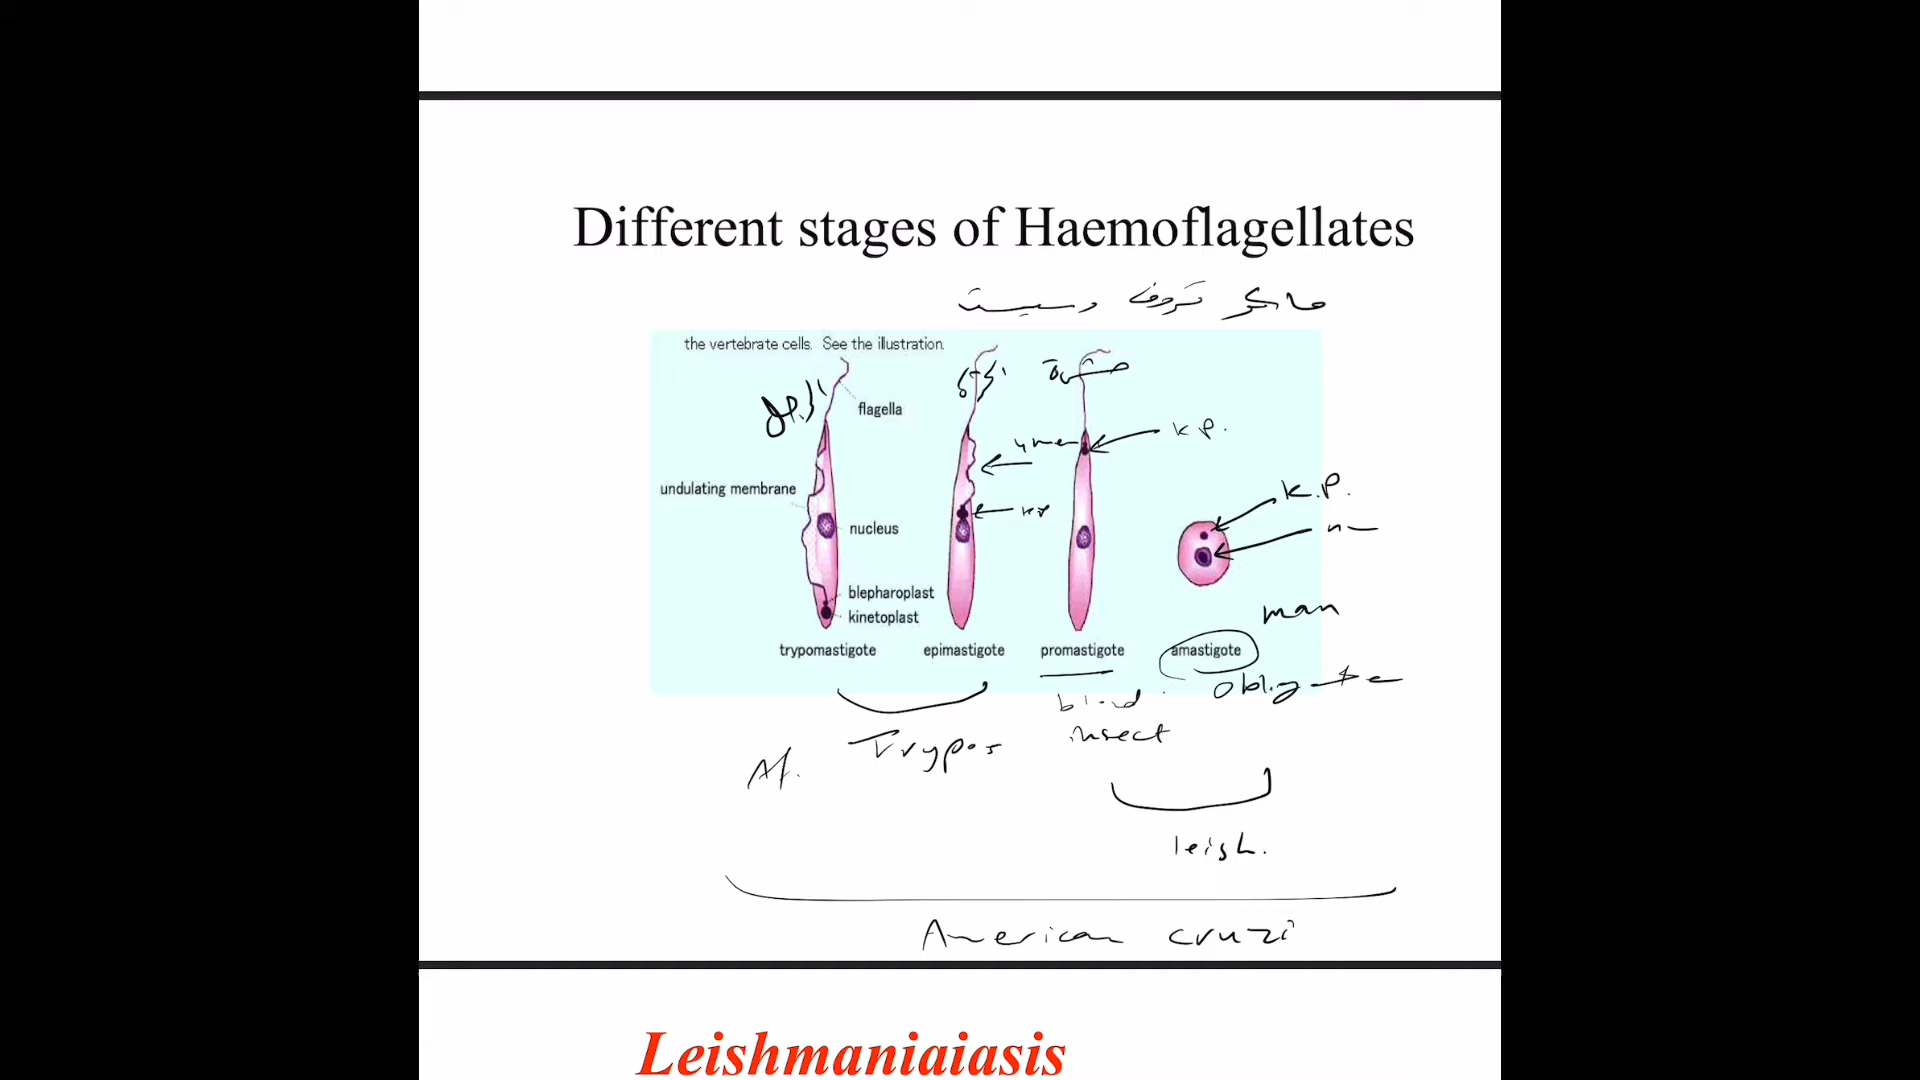 Different stages of Haemoflagellates
the vertebrate cells. See the illustration.
flagella
undulating membrane
nucleus
blepharoplast
kinetoplast
K P.
K.P.
trypomastigote epimastigote promastigote amastigote
man
blood
insect
Trypos
Af.
leish.
American cruzi
Leishmaniaiasis